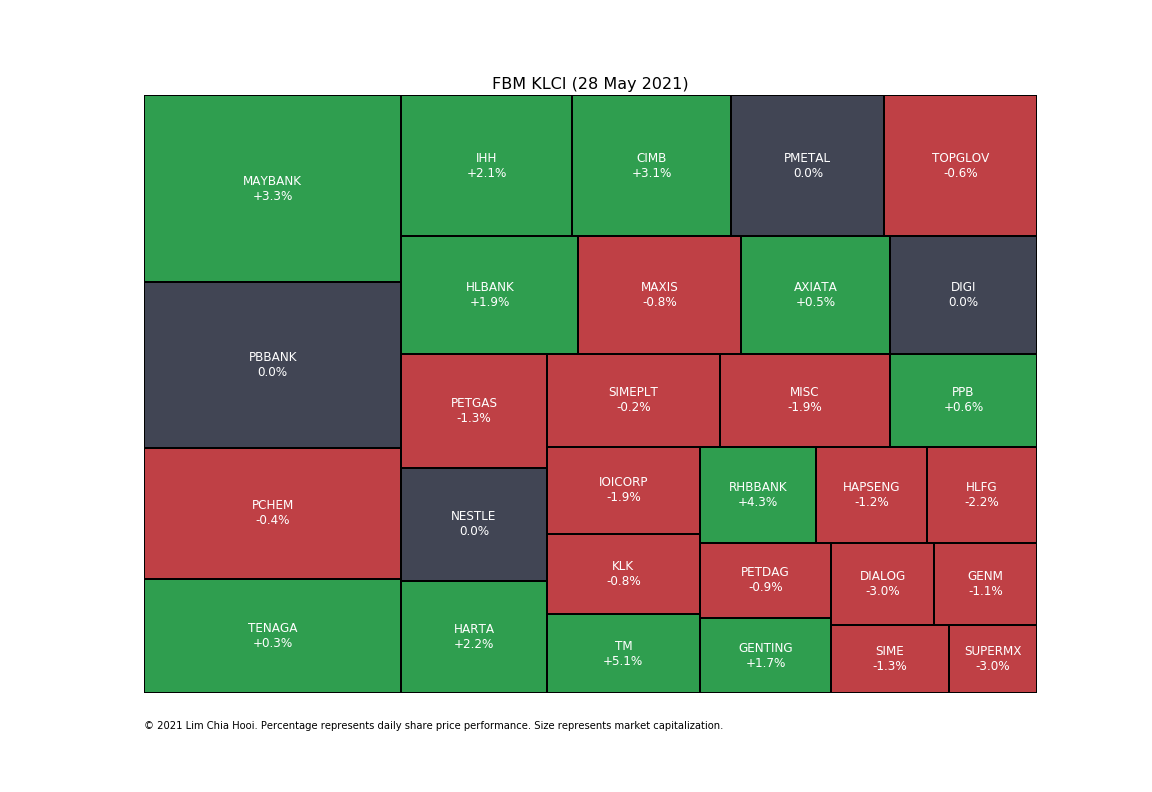 FBM KLCI (28 May 2021)
MAYBANK
+3.3%
IHH
+2.1%
CIMB
+3.1%
PMETAL
0.0%
TOPGLOV
-0.6%
HLBANK
+1.9%
MAXIS
-0.8%
AXIATA
+0.5%
DIGI
0.0%
PBBANK
0.0%
PETGAS
-1.3%
SIMEPLT
-0.2%
MISC
-1.9%
PPB
+0.6%
PCHEM
-0.4%
NESTLE
0.0%
IOICORP
-1.9%
RHBBANK
+4.3%
HAPSENG
-1.2%
HLFG
-2.2%
KLK
-0.8%
PETDAG
-0.9%
DIALOG
-3.0%
GENM
-1.1%
TENAGA
+0.3%
HARTA
+2.2%
TM
+5.1%
GENTING
+1.7%
SIME
-1.3%
SUPERMX
-3.0%
© 2021 Lim Chia Hooi. Percentage represents daily share price performance. Size represents market capitalization.